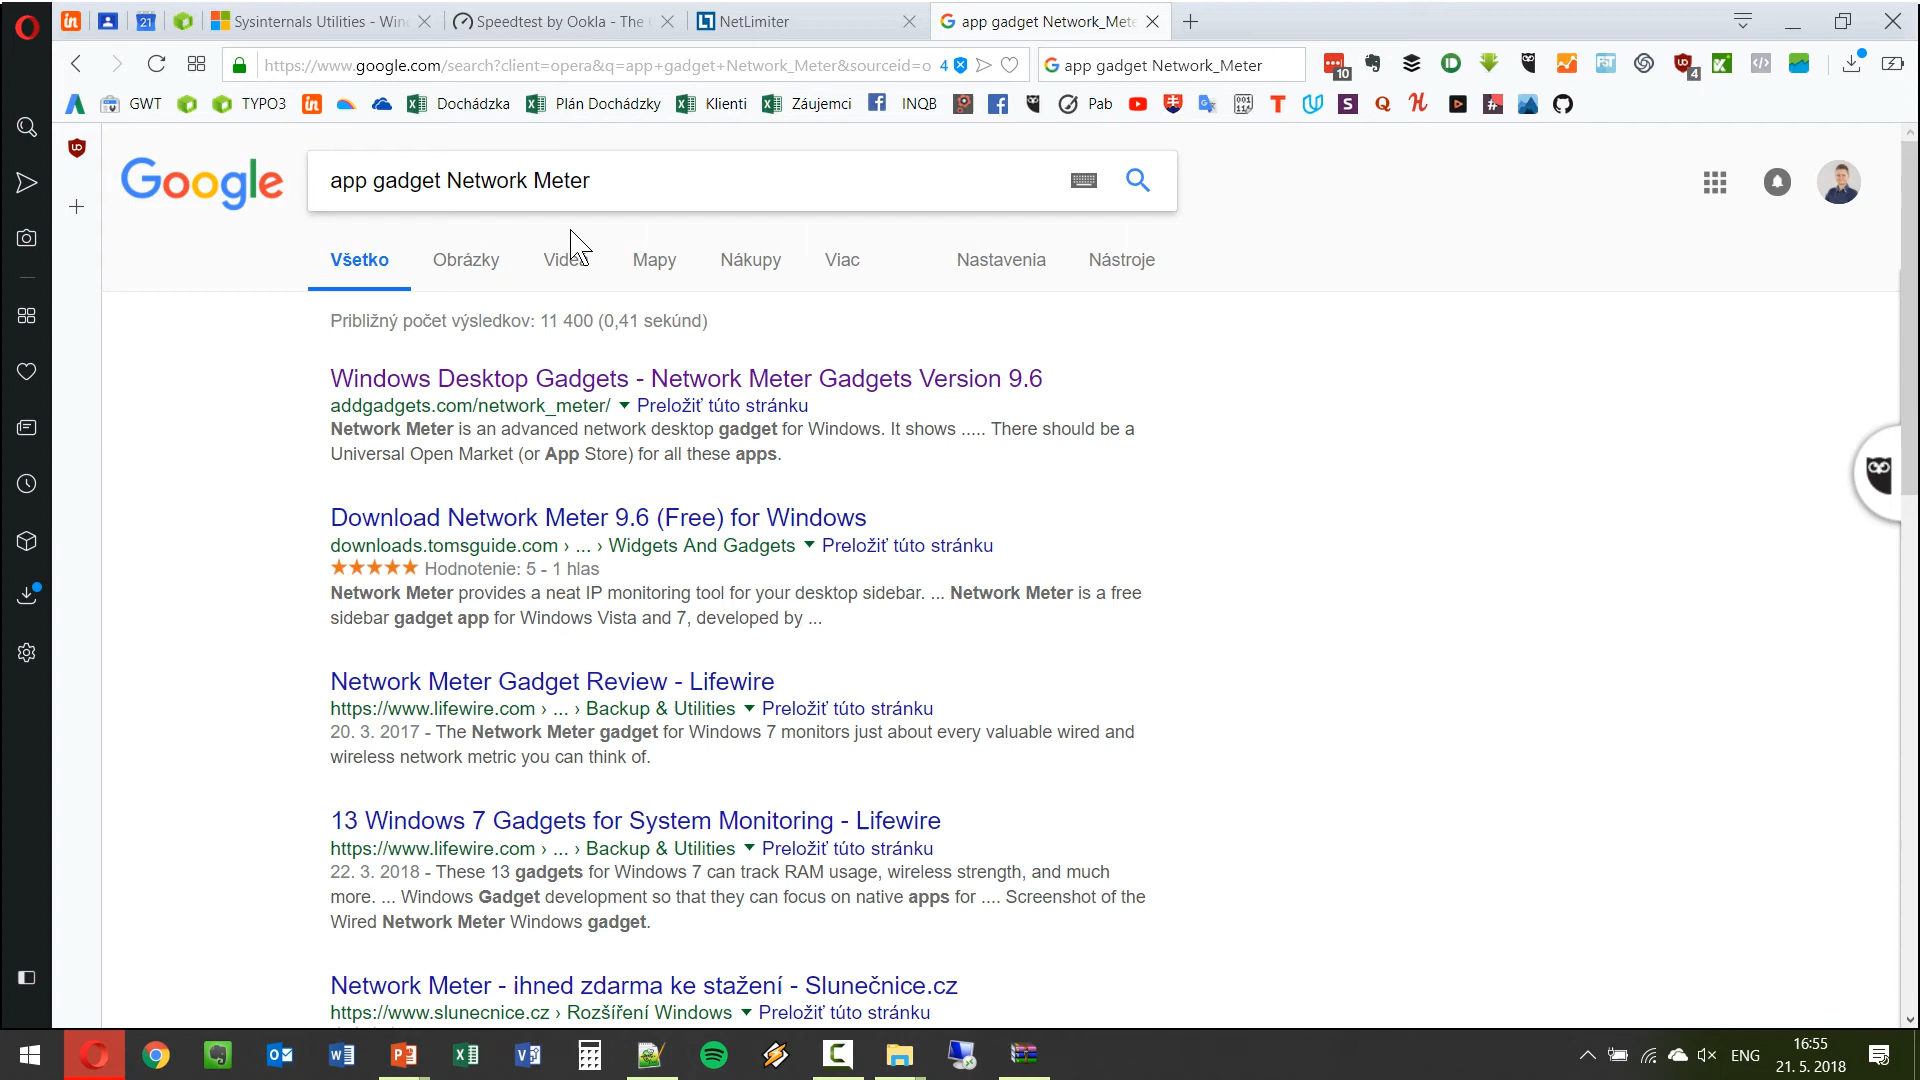 Sysinternals Utilities - Win
Speedtest by Ookla - The
NetLimiter
app gadget Network_Mete
https://www.google.com/search?client=opera&q=app+gadget+Network_Meter&sourceid=o
4
app gadget Network_Meter
10
4
GWT
TYPO3
Dochádzka
Plán Dochádzky
Klienti
Záujemci
INQB
Pab
Google
app gadget Network Meter
Všetko
Obrázky
Videá
Mapy
Nákupy
Viac
Nastavenia
Nástroje
Približný počet výsledkov: 11 400 (0,41 sekúnd)
Windows Desktop Gadgets - Network Meter Gadgets Version 9.6
addgadgets.com/network_meter/ Preložiť túto stránku
Network Meter is an advanced network desktop gadget for Windows. It shows ..... There should be a
Universal Open Market (or App Store) for all these apps.
Download Network Meter 9.6 (Free) for Windows
downloads.tomsguide.com › ... › Widgets And Gadgets Preložiť túto stránku
Hodnotenie: 5 - 1 hlas
Network Meter provides a neat IP monitoring tool for your desktop sidebar. ... Network Meter is a free
sidebar gadget app for Windows Vista and 7, developed by ...
Network Meter Gadget Review - Lifewire
https://www.lifewire.com › ... › Backup & Utilities Preložiť túto stránku
20. 3. 2017 - The Network Meter gadget for Windows 7 monitors just about every valuable wired and
wireless network metric you can think of.
13 Windows 7 Gadgets for System Monitoring - Lifewire
https://www.lifewire.com › ... › Backup & Utilities Preložiť túto stránku
22. 3. 2018 - These 13 gadgets for Windows 7 can track RAM usage, wireless strength, and much
more. ... Windows Gadget development so that they can focus on native apps for .... Screenshot of the
Wired Network Meter Windows gadget.
Network Meter - ihned zdarma ke stažení - Slunečnice.cz
https://www.slunecnice.cz › Rozšíření Windows Preložiť túto stránku
ENG
16:55
21. 5. 2018